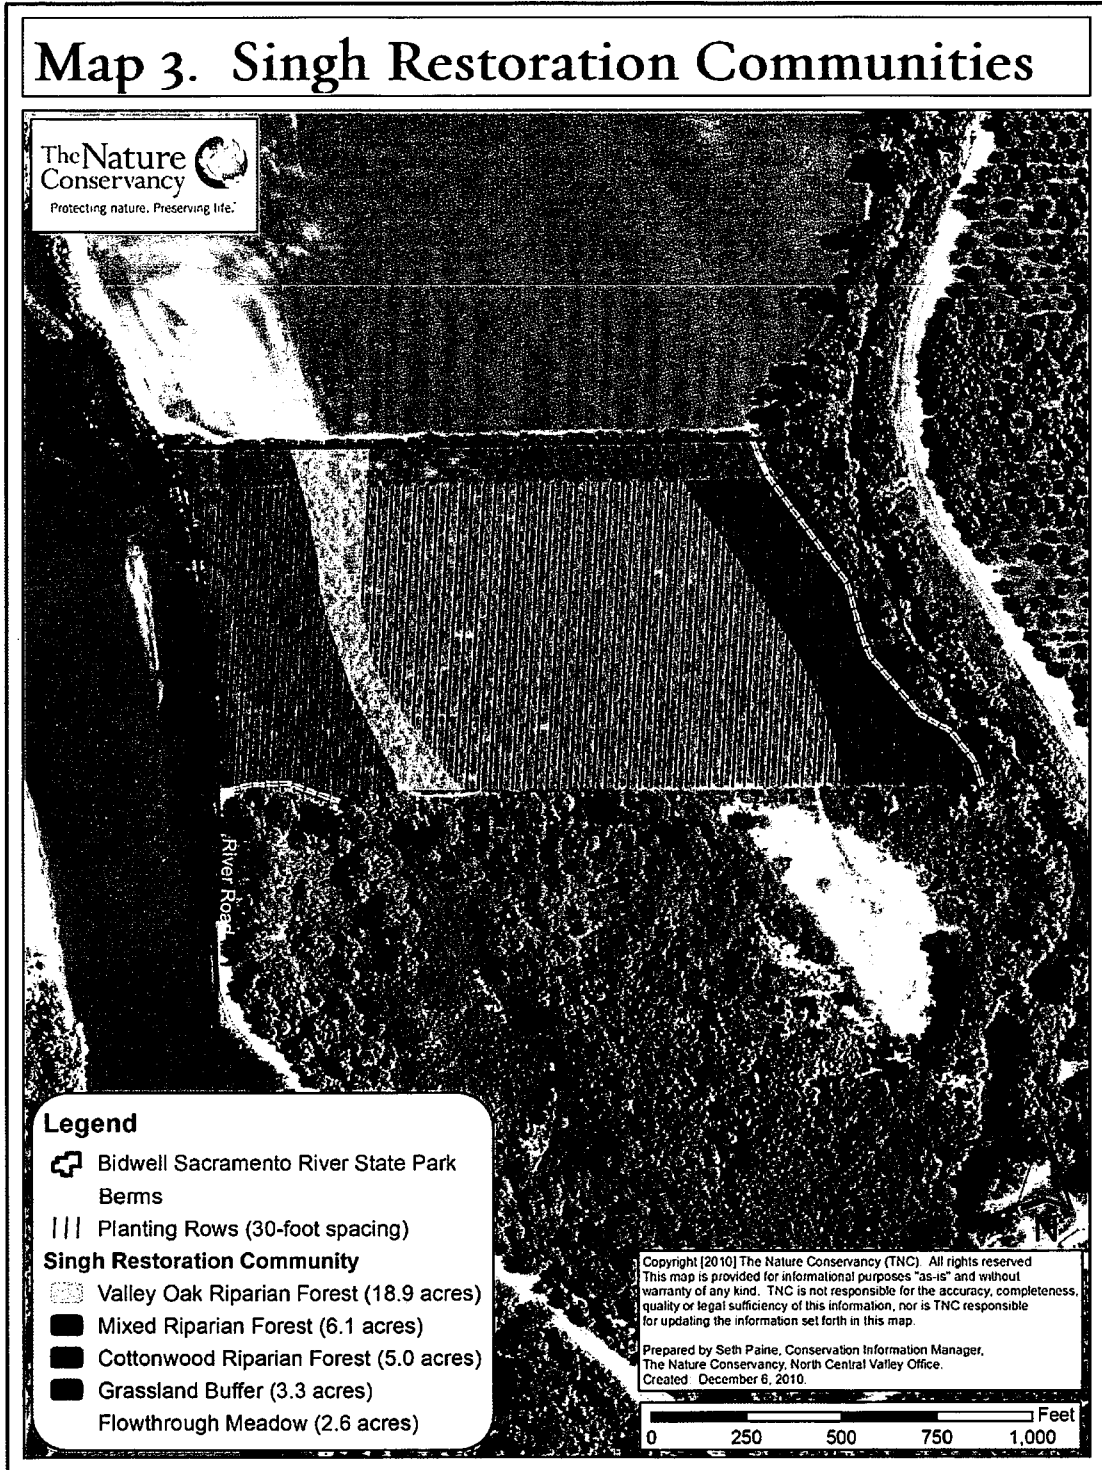 Map 3. Singh Restoration Communities
The Nature
Conservancy
Protecting nature. Preserving life.
River Road
Legend
Bidwell Sacramento River State Park
Berms
Planting Rows (30-foot spacing)
Singh Restoration Community
Valley Oak Riparian Forest (18.9 acres)
Mixed Riparian Forest (6.1 acres)
Cottonwood Riparian Forest (5.0 acres)
Grassland Buffer (3.3 acres)
Flowthrough Meadow (2.6 acres)
N
Copyright [2010] The Nature Conservancy (TNC). All rights reserved
This map is provided for informational purposes "as-is" and without
warranty of any kind. TNC is not responsible for the accuracy, completeness,
quality or legal sufficiency of this information, nor is TNC responsible
for updating the information set forth in this map.
Prepared by Seth Paine, Conservation Information Manager,
The Nature Conservancy, North Central Valley Office.
Created: December 6, 2010.
Feet
0 250 500 750 1,000